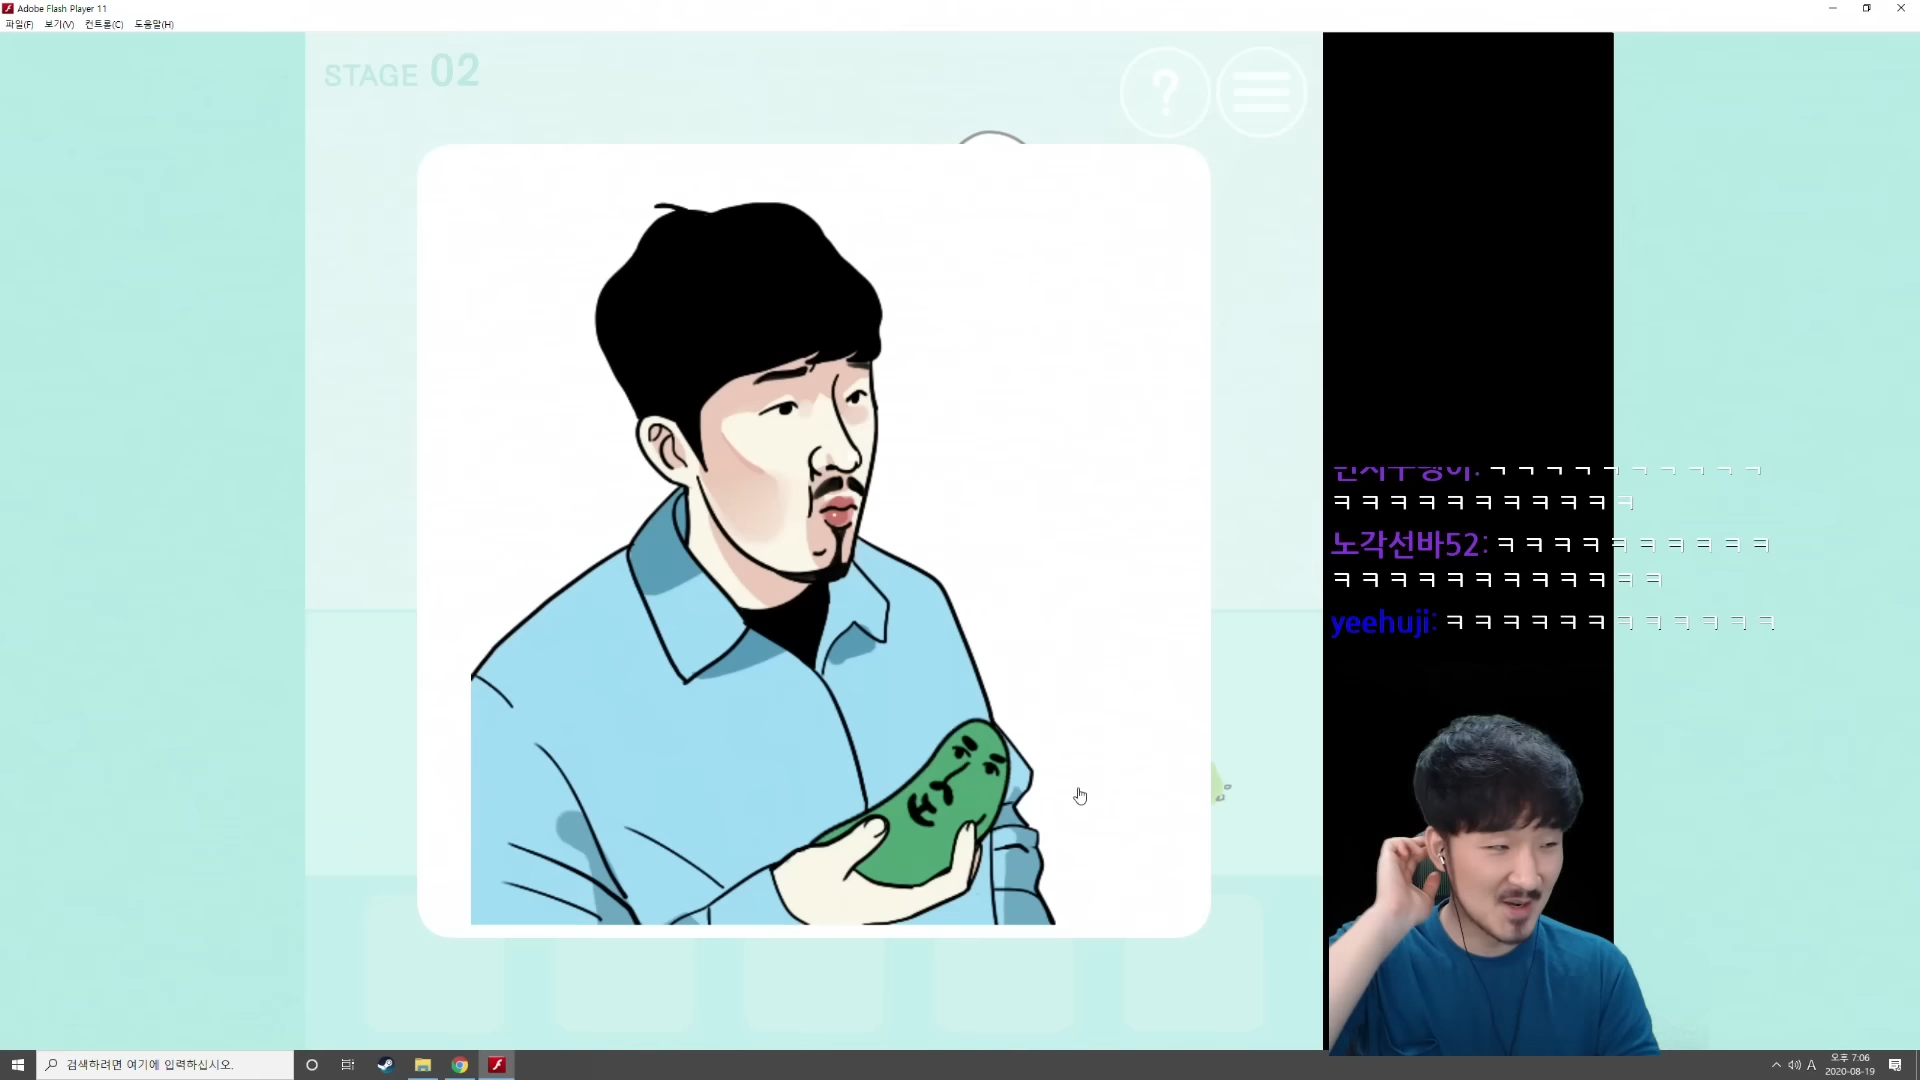 Adobe Flash Player 11
파일(F) 보기(V) 컨트롤(C) 도움말(H)
STAGE 02
?
ㅋㅋㅋㅋㅋㅋㅋㅋㅋㅋㅋ
노각선바52: ㅋㅋㅋㅋㅋㅋㅋㅋㅋㅋ
ㅋㅋㅋㅋㅋㅋㅋㅋㅋㅋㅋㅋ
yeehuji: ㅋㅋㅋㅋㅋㅋㅋㅋㅋㅋㅋㅋ
검색하려면 여기에 입력하십시오.
A
오후 7:06
2020-08-19